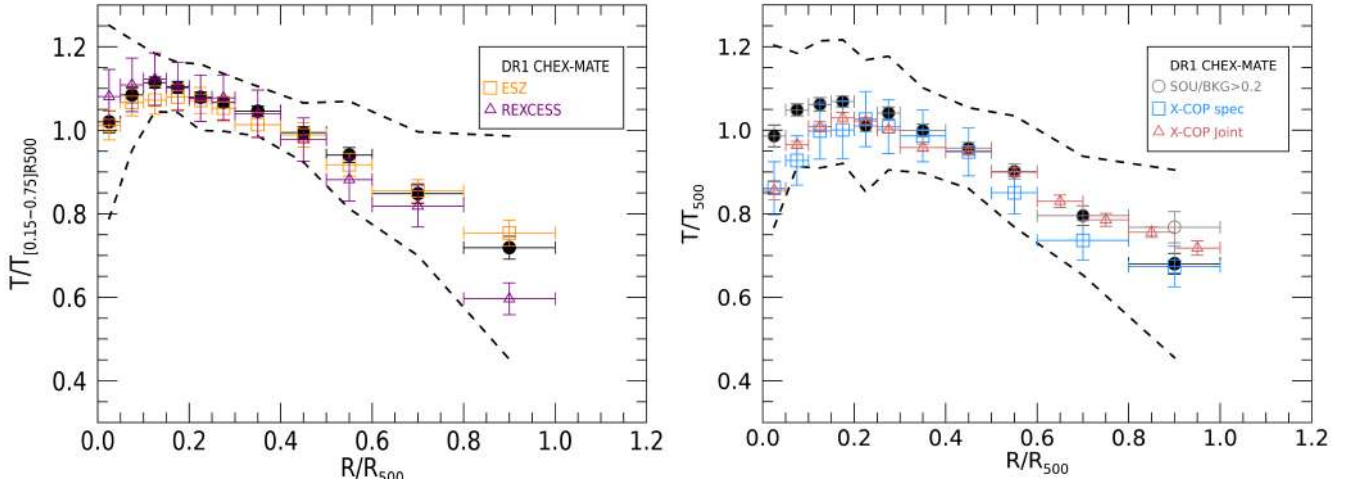 1.2
1.0
0.8
0.6
0.4
T/T[0.15−0.75]R500
DR1 CHEX-MATE
ESZ
REXCESS
0.0 0.2 0.4 0.6 0.8 1.0 1.2
R/R500
1.2
1.0
0.8
0.6
0.4
T/T500
DR1 CHEX-MATE
SOU/BKG>0.2
X-COP spec
X-COP Joint
0.0 0.2 0.4 0.6 0.8 1.0 1.2
R/R500